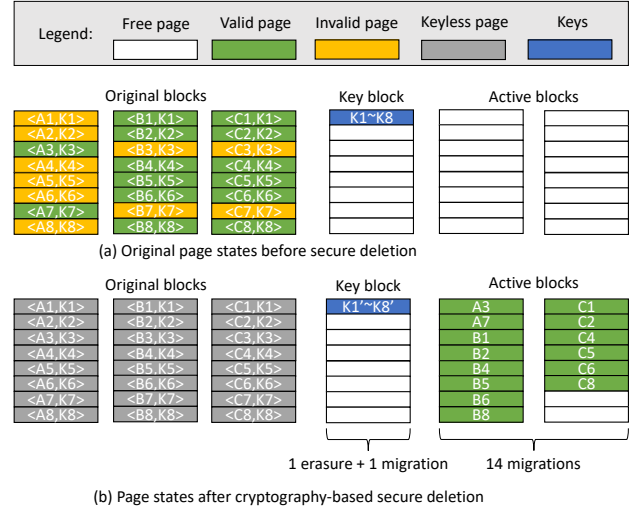 Legend: Free page Valid page Invalid page Keyless page Keys
Original blocks Key block Active blocks
<A1,K1> <B1,K1> <C1,K1> K1~K8
<A2,K2> <B2,K2> <C2,K2>
<A3,K3> <B3,K3> <C3,K3>
<A4,K4> <B4,K4> <C4,K4>
<A5,K5> <B5,K5> <C5,K5>
<A6,K6> <B6,K6> <C6,K6>
<A7,K7> <B7,K7> <C7,K7>
<A8,K8> <B8,K8> <C8,K8>
(a) Original page states before secure deletion
Original blocks Key block Active blocks
<A1,K1> <B1,K1> <C1,K1> K1′~K8′ A3 C1
<A2,K2> <B2,K2> <C2,K2> A7 C2
<A3,K3> <B3,K3> <C3,K3> B1 C4
<A4,K4> <B4,K4> <C4,K4> B2 C5
<A5,K5> <B5,K5> <C5,K5> B4 C6
<A6,K6> <B6,K6> <C6,K6> B5 C8
<A7,K7> <B7,K7> <C7,K7> B6
<A8,K8> <B8,K8> <C8,K8> B8
1 erasure + 1 migration 14 migrations
(b) Page states after cryptography-based secure deletion